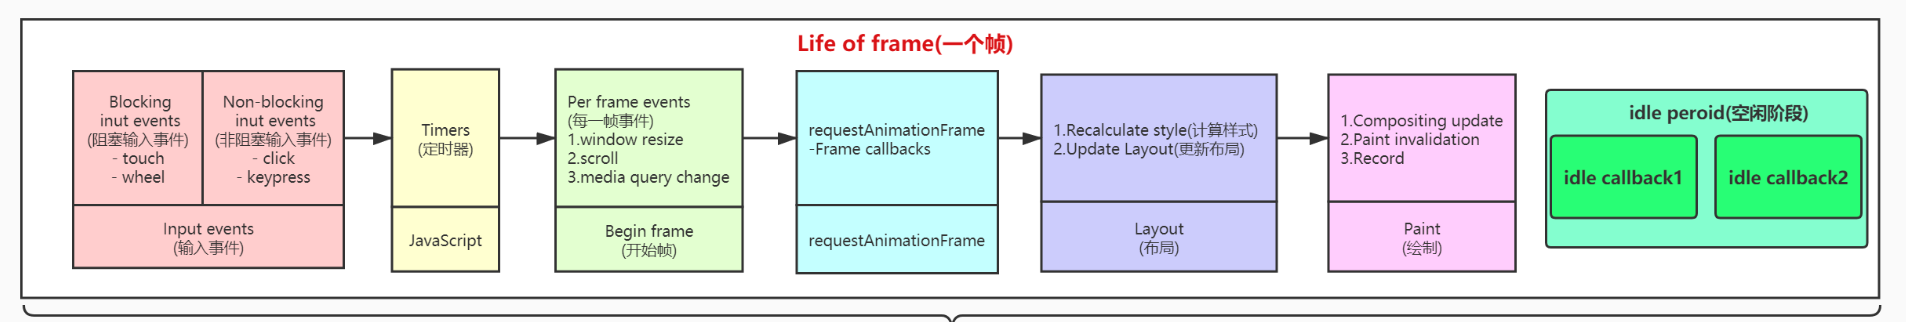 Life of frame(一个帧)
Blocking
inut events
(阻塞输入事件)
- touch
- wheel
Non-blocking
inut events
(非阻塞输入事件)
- click
- keypress
Input events
(输入事件)
Timers
(定时器)
JavaScript
Per frame events
(每一帧事件)
1.window resize
2.scroll
3.media query change
Begin frame
(开始帧)
requestAnimationFrame
-Frame callbacks
requestAnimationFrame
1.Recalculate style(计算样式)
2.Update Layout(更新布局)
Layout
(布局)
1.Compositing update
2.Paint invalidation
3.Record
Paint
(绘制)
idle peroid(空闲阶段)
idle callback1
idle callback2